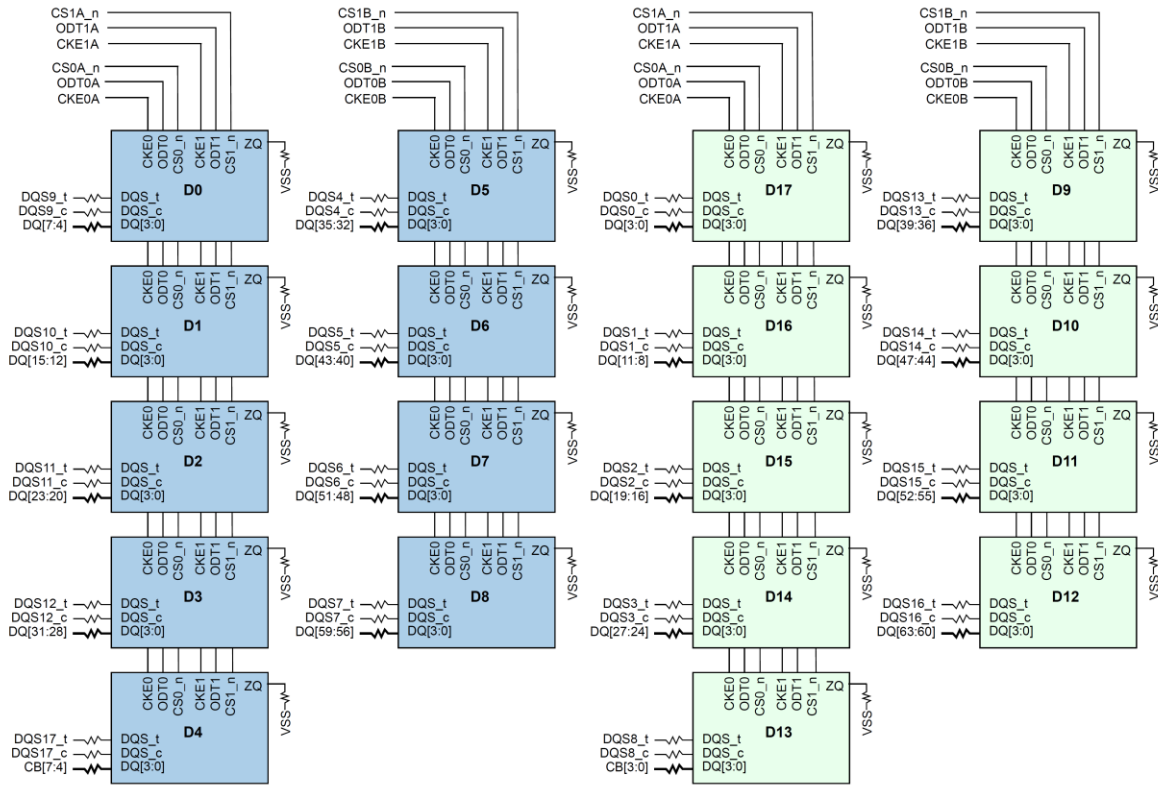 CS1A_n
ODT1A
CKE1A
CS0A_n
ODT0A
CKE0A
CKE0 ODT0 CS0_n CKE1 ODT1 CS1_n ZQ
VSS
D0
DQS9_t DQS_t
DQS9_c DQS_c
DQ[7:4] DQ[3:0]
CKE0 ODT0 CS0_n CKE1 ODT1 CS1_n ZQ
VSS
D1
DQS10_t DQS_t
DQS10_c DQS_c
DQ[15:12] DQ[3:0]
CKE0 ODT0 CS0_n CKE1 ODT1 CS1_n ZQ
VSS
D2
DQS11_t DQS_t
DQS11_c DQS_c
DQ[23:20] DQ[3:0]
CKE0 ODT0 CS0_n CKE1 ODT1 CS1_n ZQ
VSS
D3
DQS12_t DQS_t
DQS12_c DQS_c
DQ[31:28] DQ[3:0]
CKE0 ODT0 CS0_n CKE1 ODT1 CS1_n ZQ
VSS
D4
DQS17_t DQS_t
DQS17_c DQS_c
CB[7:4] DQ[3:0]
CS1B_n
ODT1B
CKE1B
CS0B_n
ODT0B
CKE0B
CKE0 ODT0 CS0_n CKE1 ODT1 CS1_n ZQ
VSS
D5
DQS4_t DQS_t
DQS4_c DQS_c
DQ[35:32] DQ[3:0]
CKE0 ODT0 CS0_n CKE1 ODT1 CS1_n ZQ
VSS
D6
DQS5_t DQS_t
DQS5_c DQS_c
DQ[43:40] DQ[3:0]
CKE0 ODT0 CS0_n CKE1 ODT1 CS1_n ZQ
VSS
D7
DQS6_t DQS_t
DQS6_c DQS_c
DQ[51:48] DQ[3:0]
CKE0 ODT0 CS0_n CKE1 ODT1 CS1_n ZQ
VSS
D8
DQS7_t DQS_t
DQS7_c DQS_c
DQ[59:56] DQ[3:0]
CS1A_n
ODT1A
CKE1A
CS0A_n
ODT0A
CKE0A
CKE0 ODT0 CS0_n CKE1 ODT1 CS1_n ZQ
VSS
D17
DQS0_t DQS_t
DQS0_c DQS_c
DQ[3:0] DQ[3:0]
CKE0 ODT0 CS0_n CKE1 ODT1 CS1_n ZQ
VSS
D16
DQS1_t DQS_t
DQS1_c DQS_c
DQ[11:8] DQ[3:0]
CKE0 ODT0 CS0_n CKE1 ODT1 CS1_n ZQ
VSS
D15
DQS2_t DQS_t
DQS2_c DQS_c
DQ[19:16] DQ[3:0]
CKE0 ODT0 CS0_n CKE1 ODT1 CS1_n ZQ
VSS
D14
DQS3_t DQS_t
DQS3_c DQS_c
DQ[27:24] DQ[3:0]
CKE0 ODT0 CS0_n CKE1 ODT1 CS1_n ZQ
VSS
D13
DQS8_t DQS_t
DQS8_c DQS_c
CB[3:0] DQ[3:0]
CS1B_n
ODT1B
CKE1B
CS0B_n
ODT0B
CKE0B
CKE0 ODT0 CS0_n CKE1 ODT1 CS1_n ZQ
VSS
D9
DQS13_t DQS_t
DQS13_c DQS_c
DQ[39:36] DQ[3:0]
CKE0 ODT0 CS0_n CKE1 ODT1 CS1_n ZQ
VSS
D10
DQS14_t DQS_t
DQS14_c DQS_c
DQ[47:44] DQ[3:0]
CKE0 ODT0 CS0_n CKE1 ODT1 CS1_n ZQ
VSS
D11
DQS15_t DQS_t
DQS15_c DQS_c
DQ[52:55] DQ[3:0]
CKE0 ODT0 CS0_n CKE1 ODT1 CS1_n ZQ
VSS
D12
DQS16_t DQS_t
DQS16_c DQS_c
DQ[63:60] DQ[3:0]